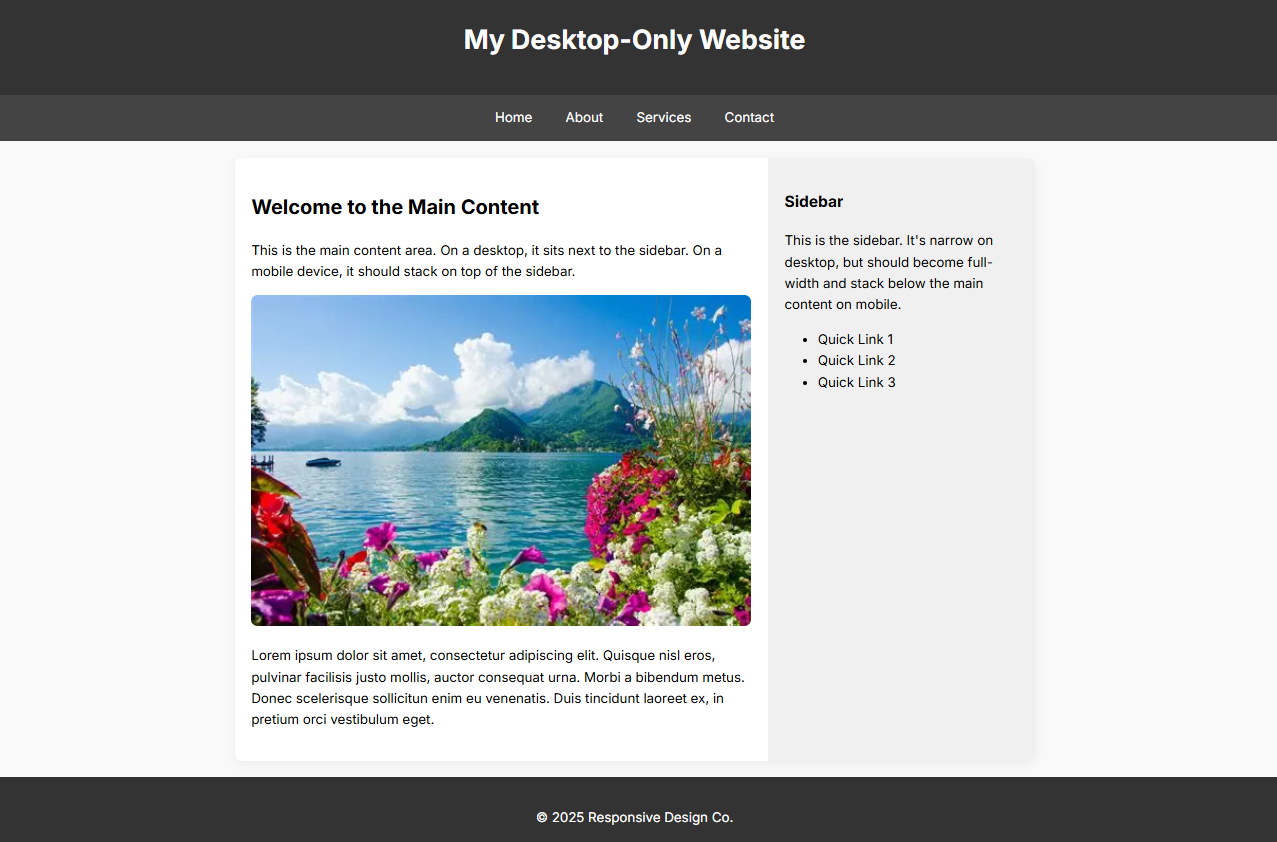 My Desktop-Only Website
Home About Services Contact
Welcome to the Main Content
This is the main content area. On a desktop, it sits next to the sidebar. On a
mobile device, it should stack on top of the sidebar.
Lorem ipsum dolor sit amet, consectetur adipiscing elit. Quisque nisl eros,
pulvinar facilisis justo mollis, auctor consequat urna. Morbi a bibendum metus.
Donec scelerisque sollicitun enim eu venenatis. Duis tincidunt laoreet ex, in
pretium orci vestibulum eget.
Sidebar
This is the sidebar. It's narrow on
desktop, but should become full-
width and stack below the main
content on mobile.
• Quick Link 1
• Quick Link 2
• Quick Link 3
© 2025 Responsive Design Co.